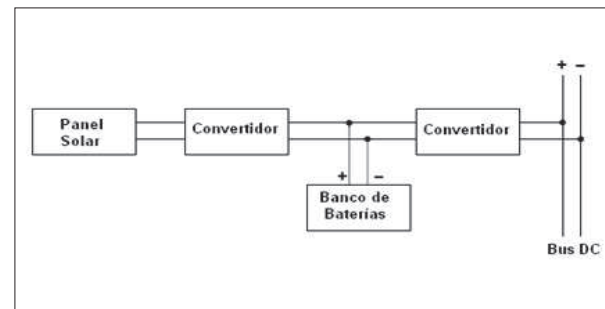 + −
Panel
Solar
Convertidor
Convertidor
+ −
Banco de
Baterías
Bus DC